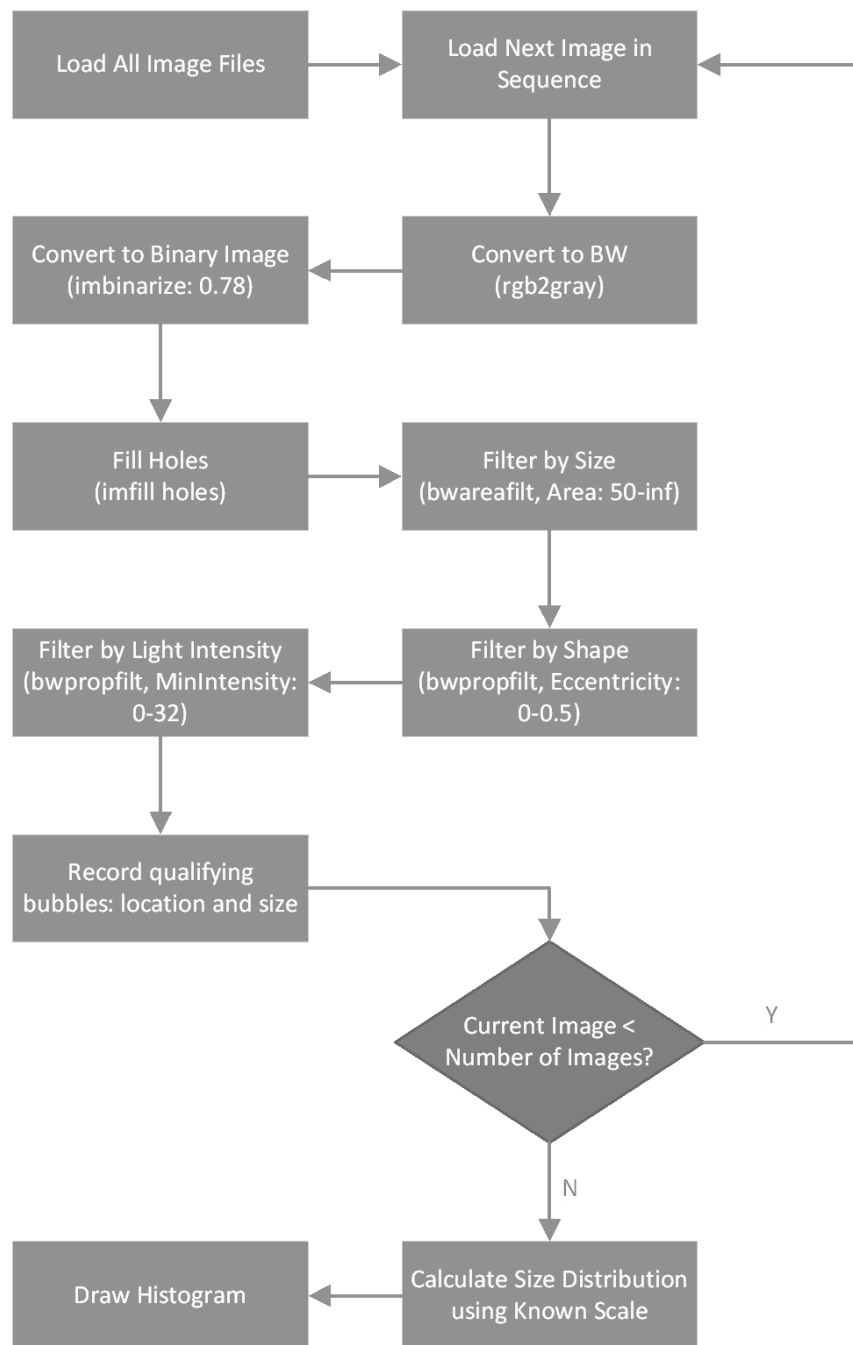 Load All Image Files
Load Next Image in
Sequence
Convert to BW
(rgb2gray)
Convert to Binary Image
(imbinarize: 0.78)
Fill Holes
(imfill holes)
Filter by Size
(bwareafilt, Area: 50-inf)
Filter by Shape
(bwpropfilt, Eccentricity:
0-0.5)
Filter by Light Intensity
(bwpropfilt, MinIntensity:
0-32)
Record qualifying
bubbles: location and size
Current Image <
Number of Images?
Y
N
Calculate Size Distribution
using Known Scale
Draw Histogram